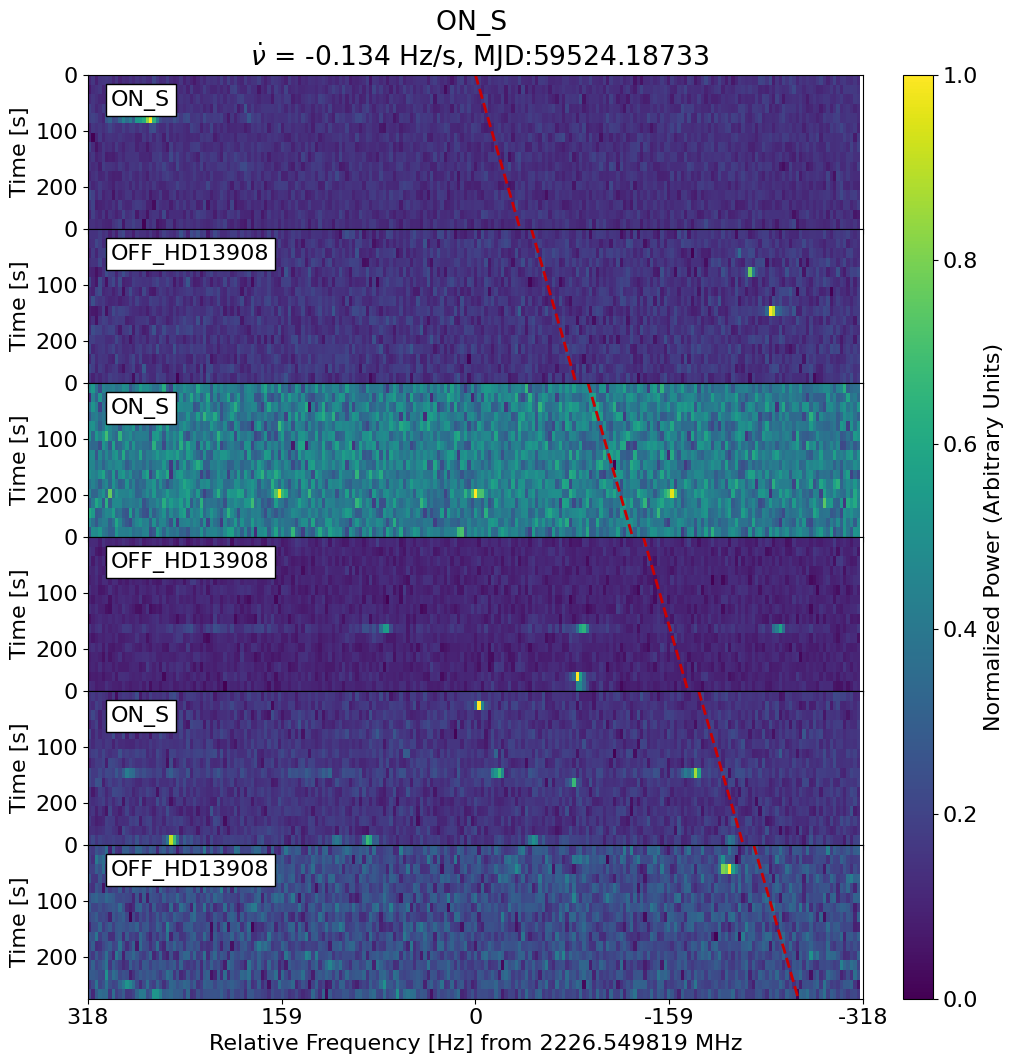 ON_S
ν̇ = -0.134 Hz/s, MJD:59524.18733
0
ON_S
100
200
Time [s]
0
OFF_HD13908
100
200
Time [s]
0
ON_S
100
200
Time [s]
0
OFF_HD13908
100
200
Time [s]
0
ON_S
100
200
Time [s]
0
OFF_HD13908
100
200
Time [s]
318 159 0 -159 -318
Relative Frequency [Hz] from 2226.549819 MHz
1.0
0.8
0.6
0.4
0.2
0.0
Normalized Power (Arbitrary Units)